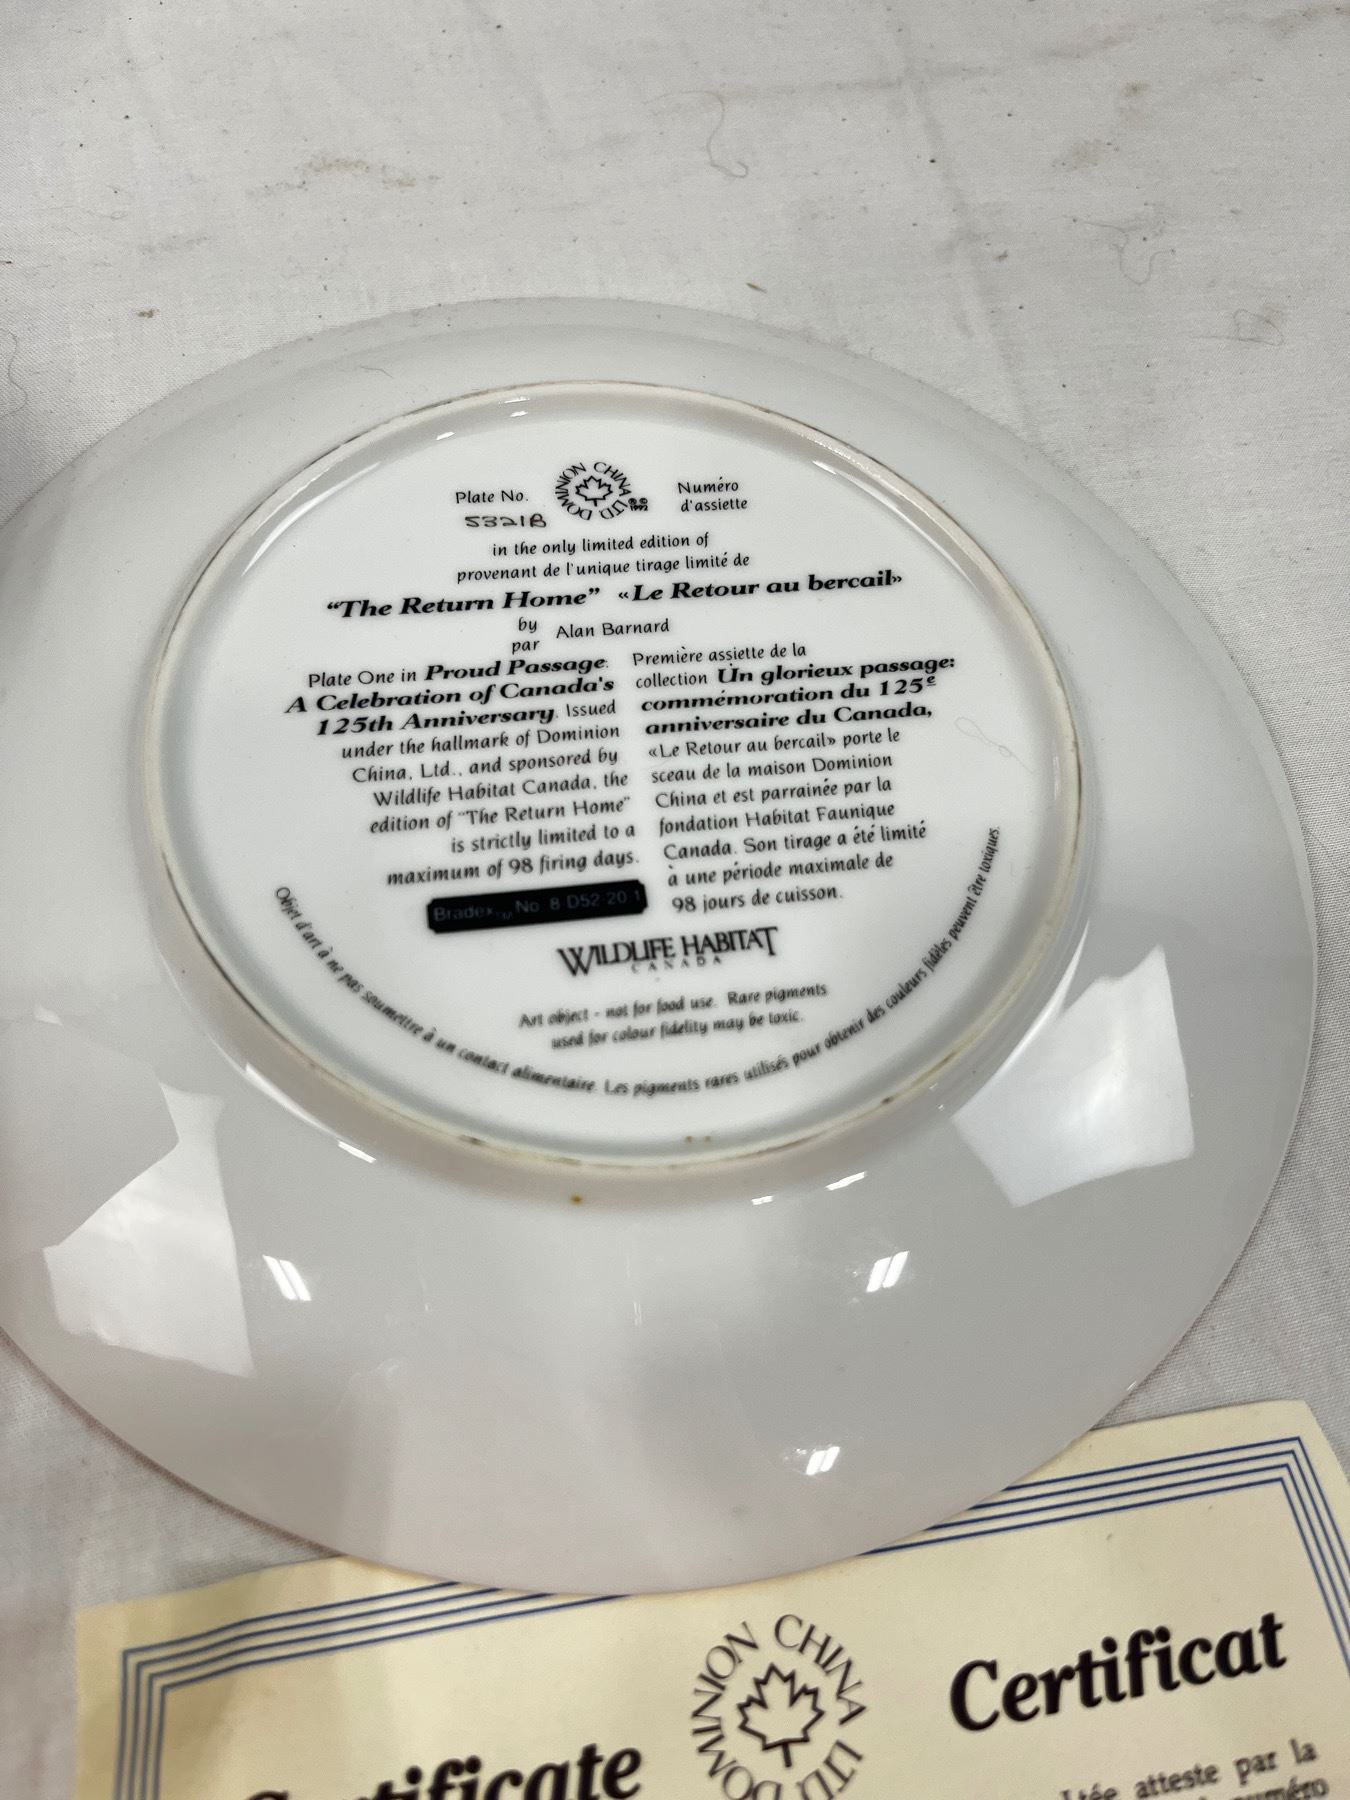 Plate No.
5321B
DOMINION CHINA LTD.
® © 1992
Numéro
d'assiette
in the only limited edition of
provenant de l'unique tirage limité de
"The Return Home" «Le Retour au bercail»
by
par
Alan Barnard
Plate One in Proud Passage:
A Celebration of Canada's
125th Anniversary. Issued
under the hallmark of Dominion
China, Ltd., and sponsored by
Wildlife Habitat Canada, the
edition of "The Return Home"
is strictly limited to a
maximum of 98 firing days.
Première assiette de la
collection Un glorieux passage:
commémoration du 125e
anniversaire du Canada,
«Le Retour au bercail» porte le
sceau de la maison Dominion
China et est parrainée par la
fondation Habitat Faunique
Canada. Son tirage a été limité
à une période maximale de
98 jours de cuisson.
Bradex TM No. 8-D52-20.1
WILDLIFE HABITAT
CANADA
Art object - not for food use. Rare pigments
used for colour fidelity may be toxic.
Objet d'art à ne pas soumettre à un contact alimentaire. Les pigments rares utilisés pour obtenir des couleurs fidèles peuvent être toxiques.
DOMINION CHINA LTD.
Certificate
Certificat
Ltée atteste par la
numéro